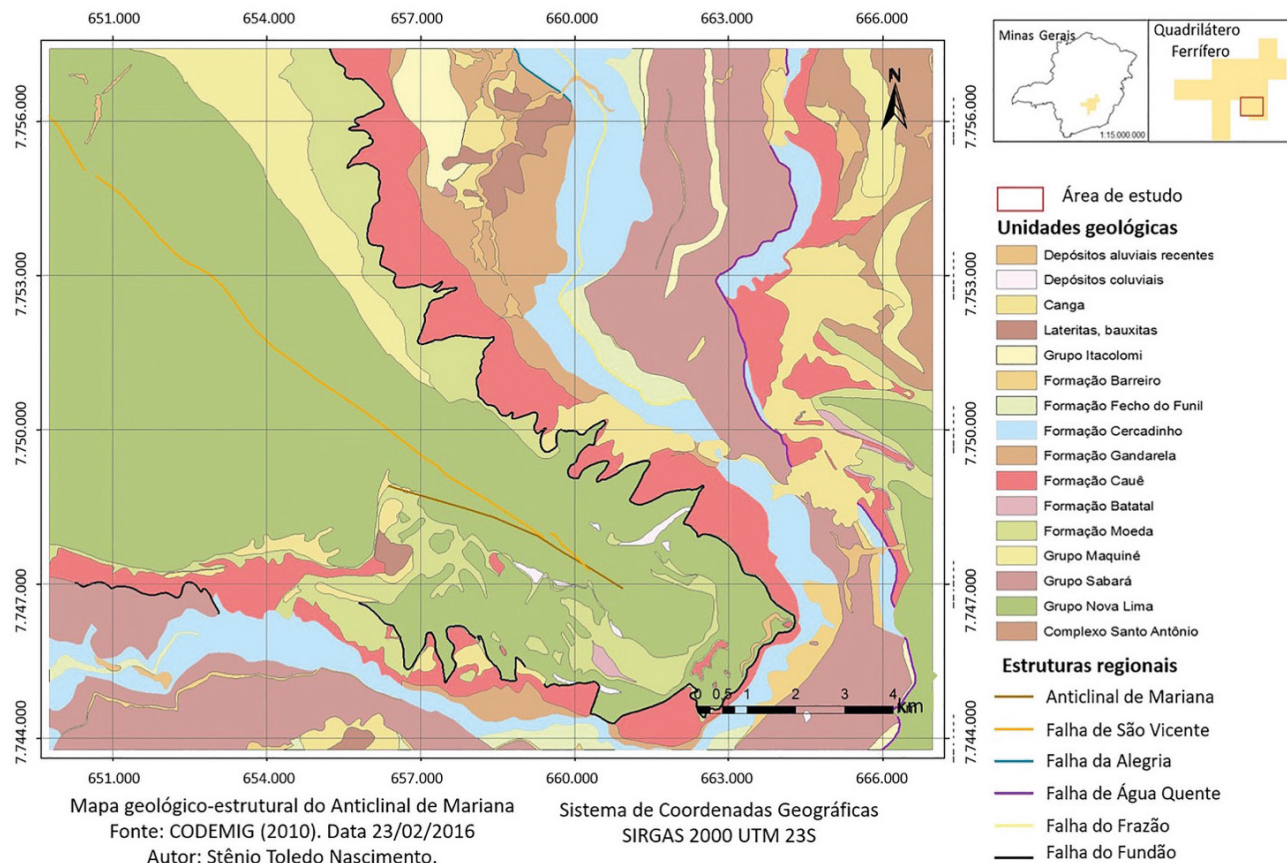 651.000 654.000 657.000 660.000 663.000 666.000
7.756.000 7.756.000
7.753.000 7.753.000
7.750.000 7.750.000
7.747.000 7.747.000
7.744.000 7.744.000
N
0 0,5 1 2 3 4
km
651.000 654.000 657.000 660.000 663.000 666.000
Mapa geológico-estrutural do Anticlinal de Mariana
Fonte: CODEMIG (2010). Data 23/02/2016
Autor: Stênio Toledo Nascimento.
Sistema de Coordenadas Geográficas
SIRGAS 2000 UTM 23S
Minas Gerais
1:15.000.000
Quadrilátero
Ferrífero
Área de estudo
Unidades geológicas
Depósitos aluviais recentes
Depósitos coluviais
Canga
Lateritas, bauxitas
Grupo Itacolomi
Formação Barreiro
Formação Fecho do Funil
Formação Cercadinho
Formação Gandarela
Formação Cauê
Formação Batatal
Formação Moeda
Grupo Maquiné
Grupo Sabará
Grupo Nova Lima
Complexo Santo Antônio
Estruturas regionais
Anticlinal de Mariana
Falha de São Vicente
Falha da Alegria
Falha de Água Quente
Falha do Frazão
Falha do Fundão